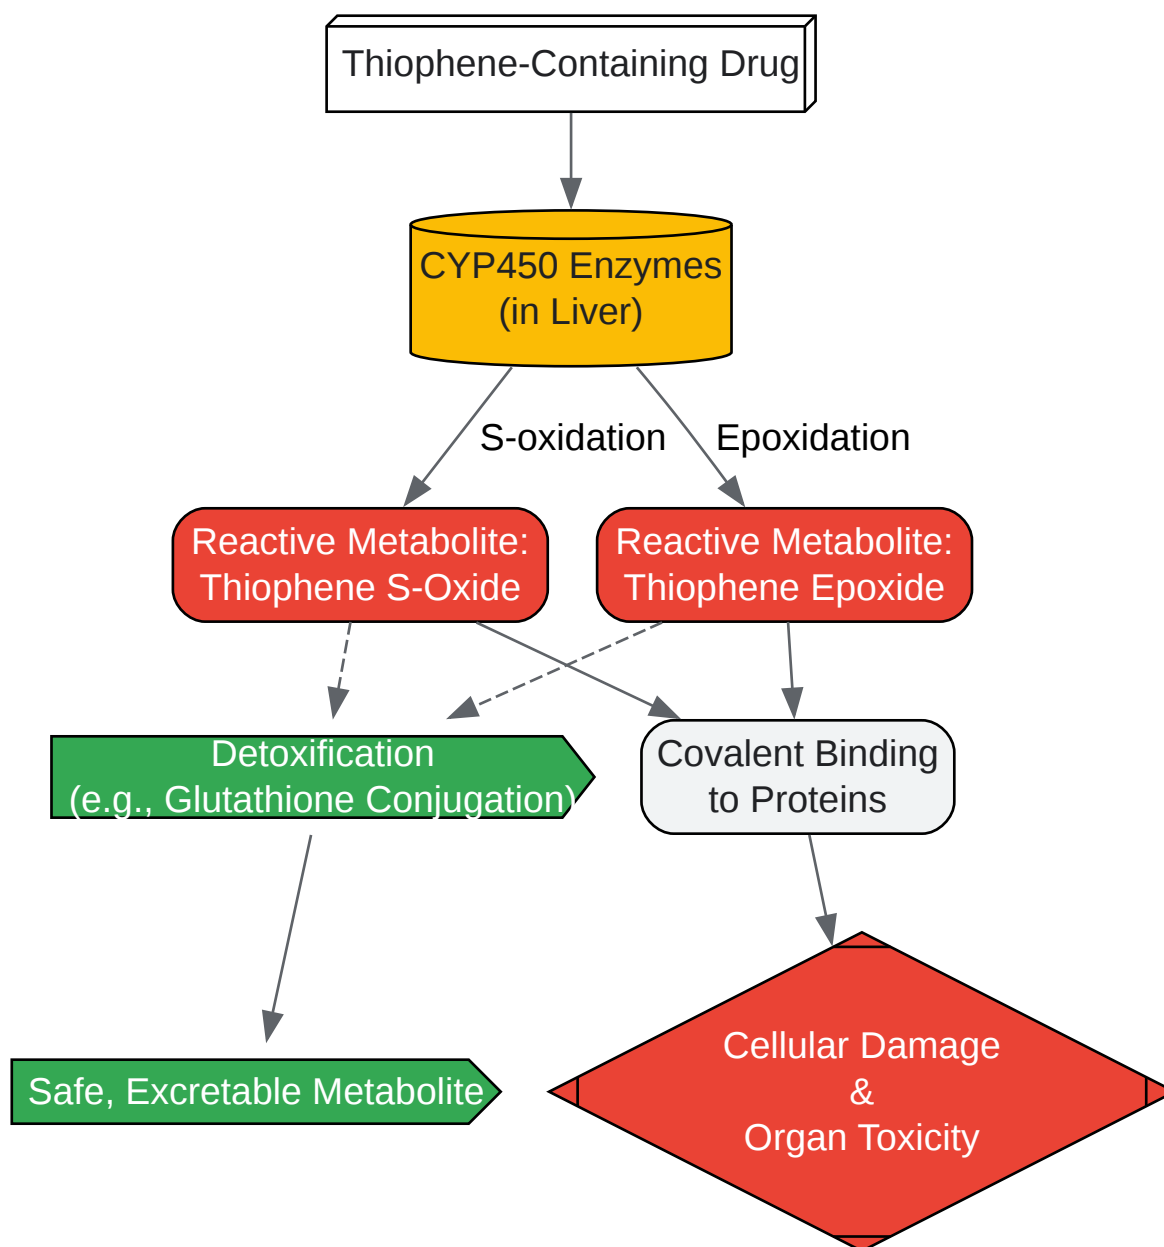 Thiophene-Containing Drug
CYP450 Enzymes
(in Liver)
S-oxidation
Epoxidation
Reactive Metabolite:
Thiophene S-Oxide
Reactive Metabolite:
Thiophene Epoxide
Detoxification
(e.g., Glutathione Conjugation)
Covalent Binding
to Proteins
Safe, Excretable Metabolite
Cellular Damage
&
Organ Toxicity